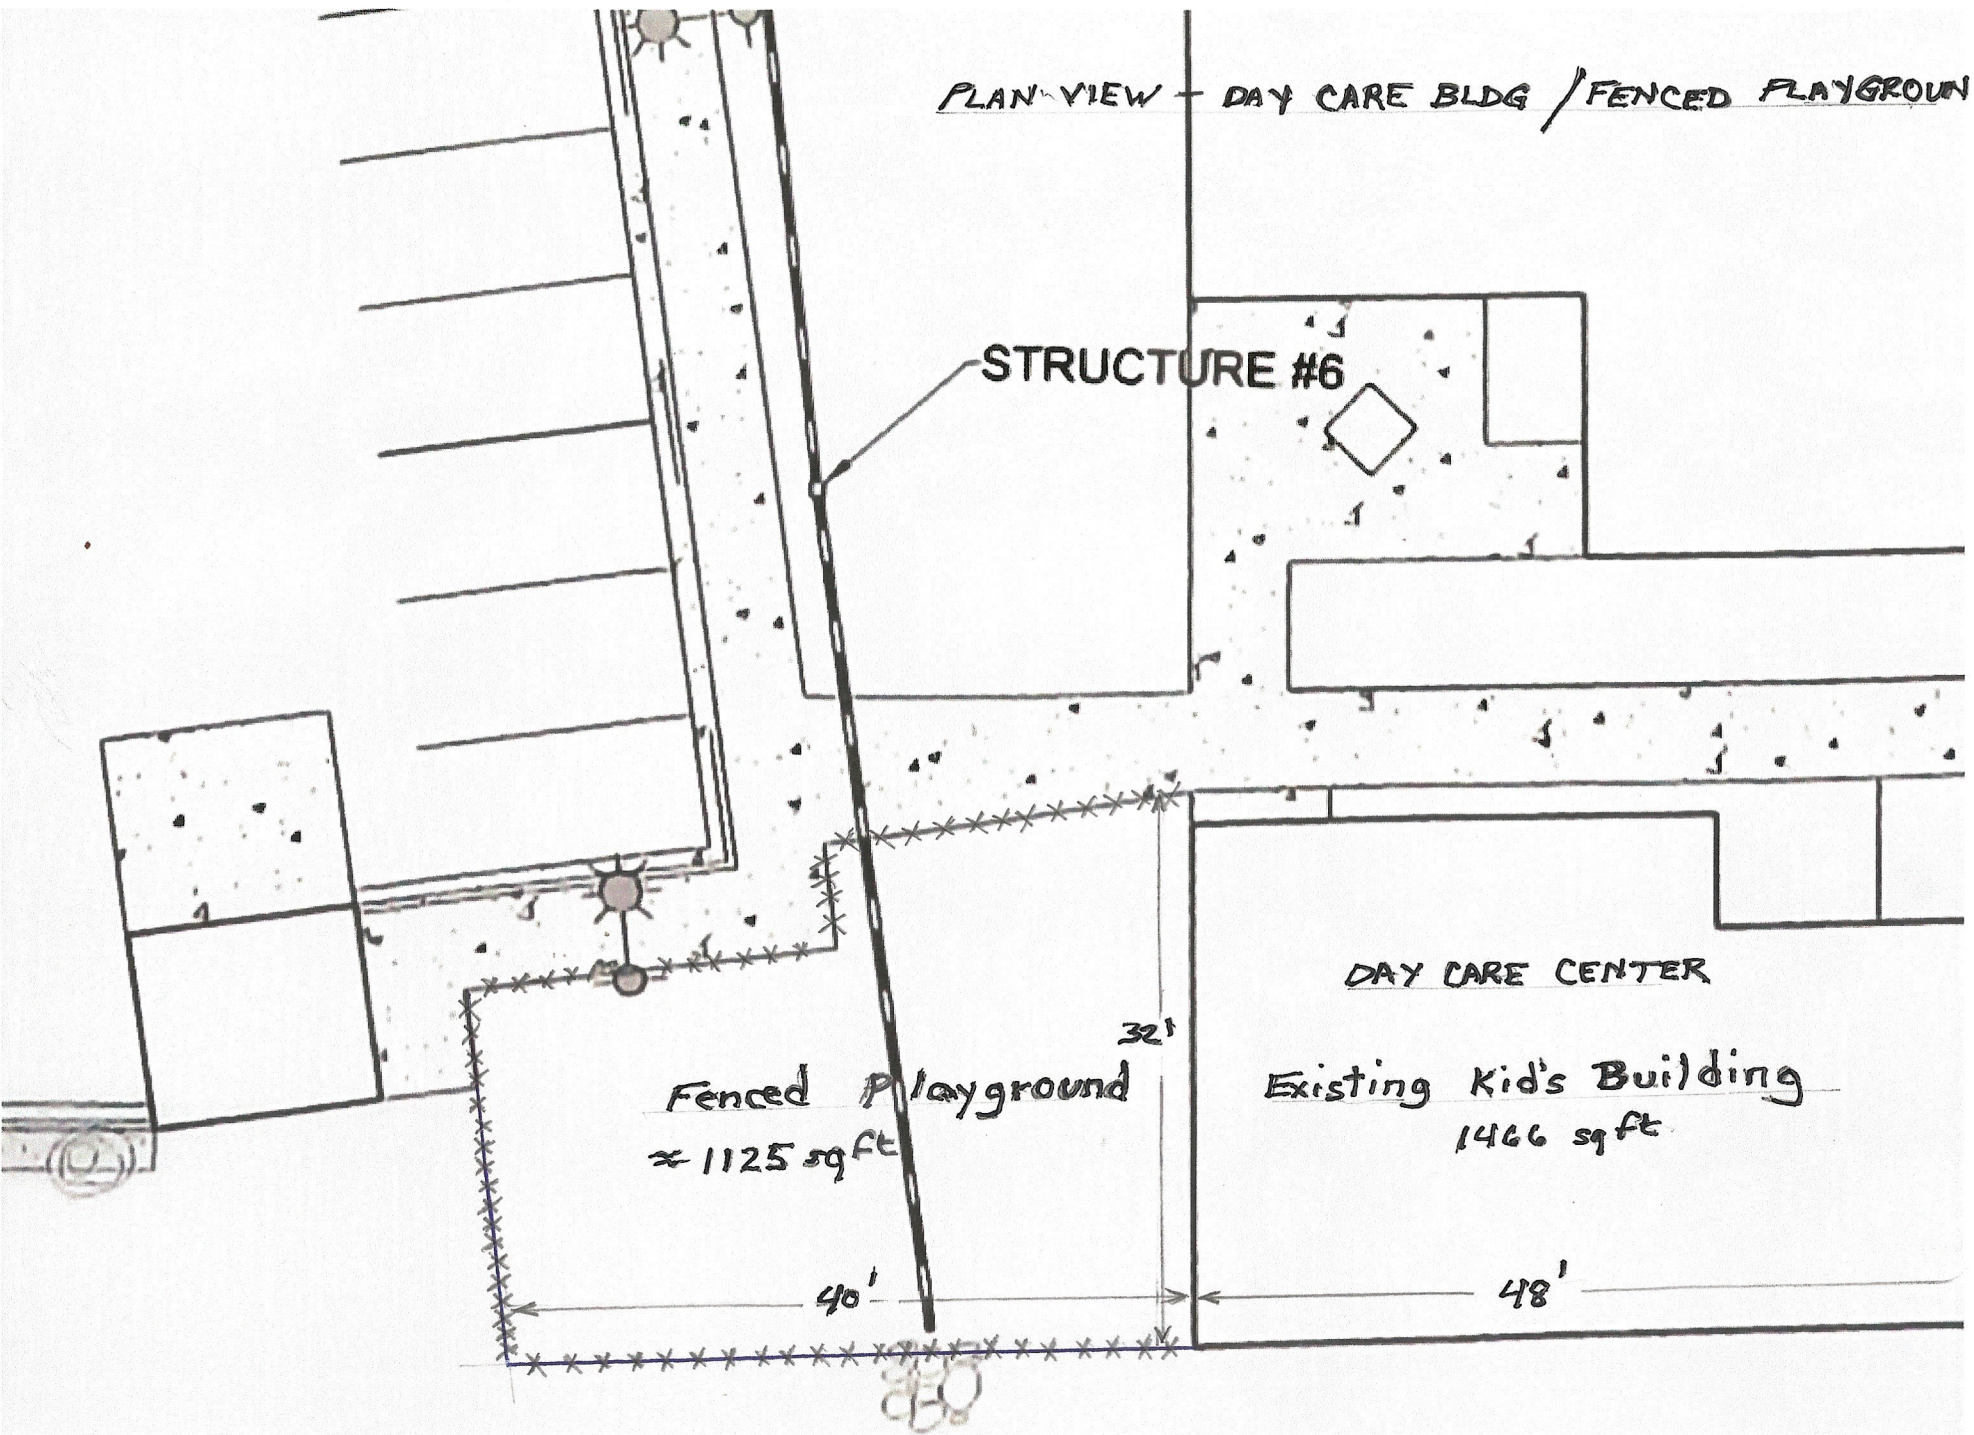 PLAN VIEW - DAY CARE BLDG / FENCED PLAYGROUN
STRUCTURE #6
DAY CARE CENTER
32'
Fenced Playground
≈ 1125 sq ft
Existing Kid's Building
1466 sq ft
40'
48'